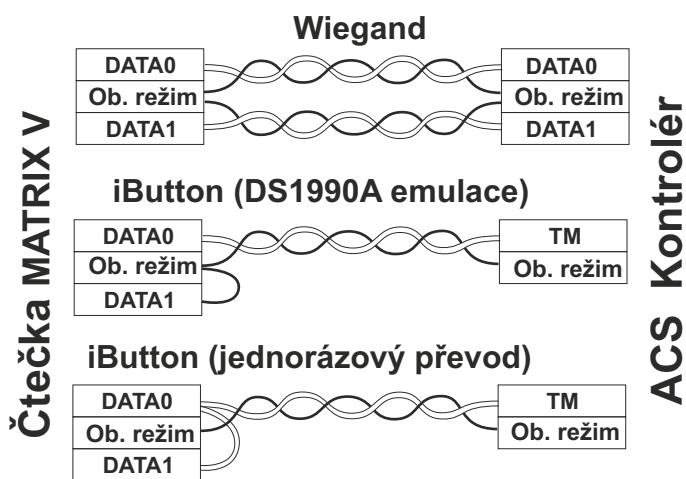 Wiegand
DATA0
Ob. režim
DATA1
DATA0
Ob. režim
DATA1
iButton (DS1990A emulace)
DATA0
Ob. režim
DATA1
TM
Ob. režim
iButton (jednorázový převod)
DATA0
Ob. režim
DATA1
TM
Ob. režim
Čtečka MATRIX V
ACS Kontrolér